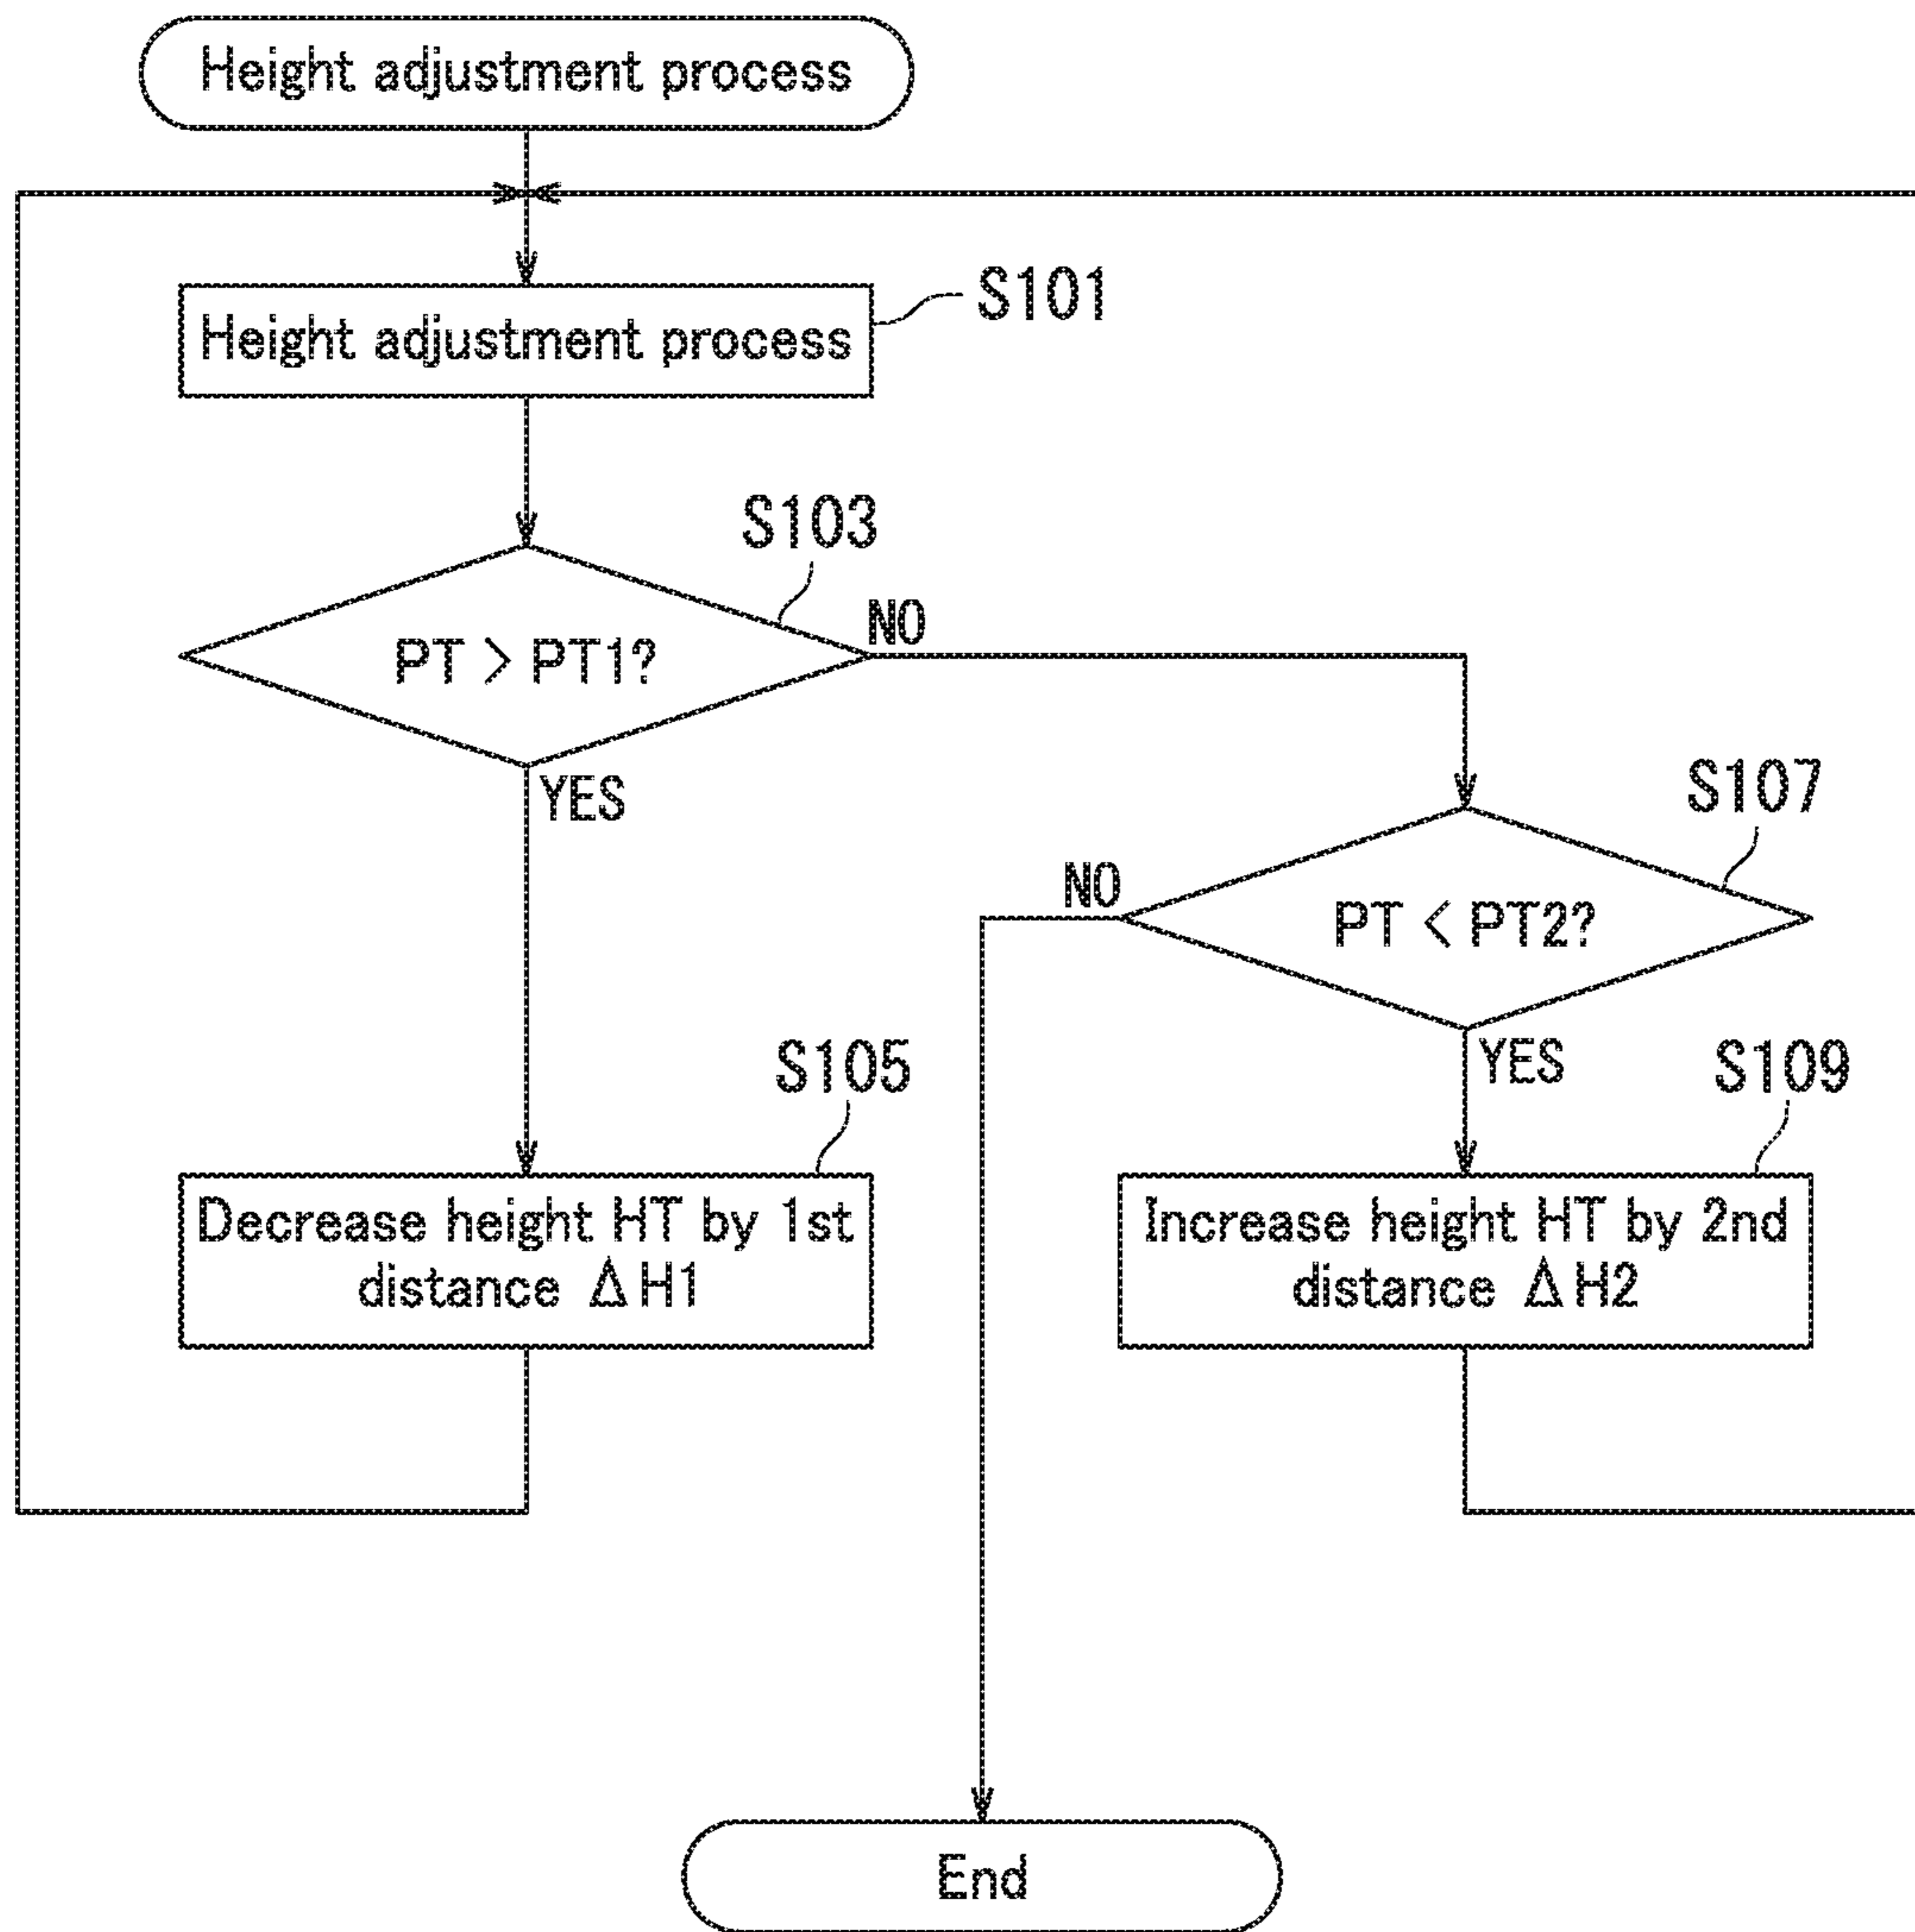 Height adjustment process
Height adjustment process
S101
S103
PT > PT1?
NO
YES
S107
PT < PT2?
NO
YES
S105
Decrease height HT by 1st
distance ΔH1
S109
Increase height HT by 2nd
distance ΔH2
End